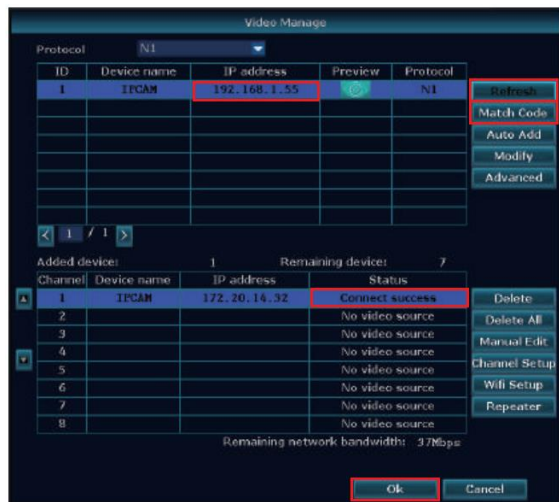 Video Manage
Protocol N1
ID Device name IP address Preview Protocol
1 IPCAM 192.168.1.55 N1
Refresh
Match Code
Auto Add
Modify
Advanced
1 / 1
Added device: 1 Remaining device: 7
Channel Device name IP address Status
1 IPCAM 172.20.14.32 Connect success Delete
2 No video source Delete All
3 No video source Manual Edit
4 No video source
5 No video source Channel Setup
6 No video source Wifi Setup
7 No video source Repeater
8 No video source
Remaining network bandwidth: 37Mbps
Ok Cancel